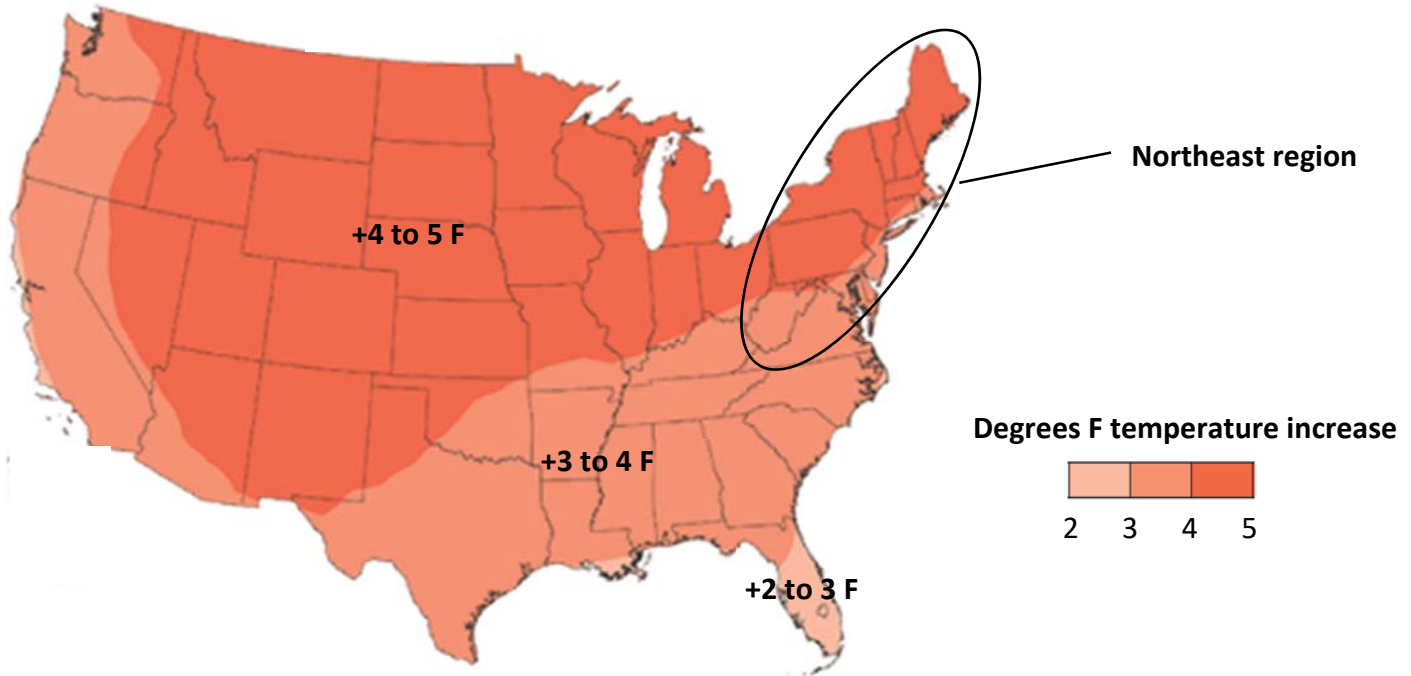 Northeast region
+4 to 5 F
Degrees F temperature increase
+3 to 4 F
2 3 4 5
+2 to 3 F